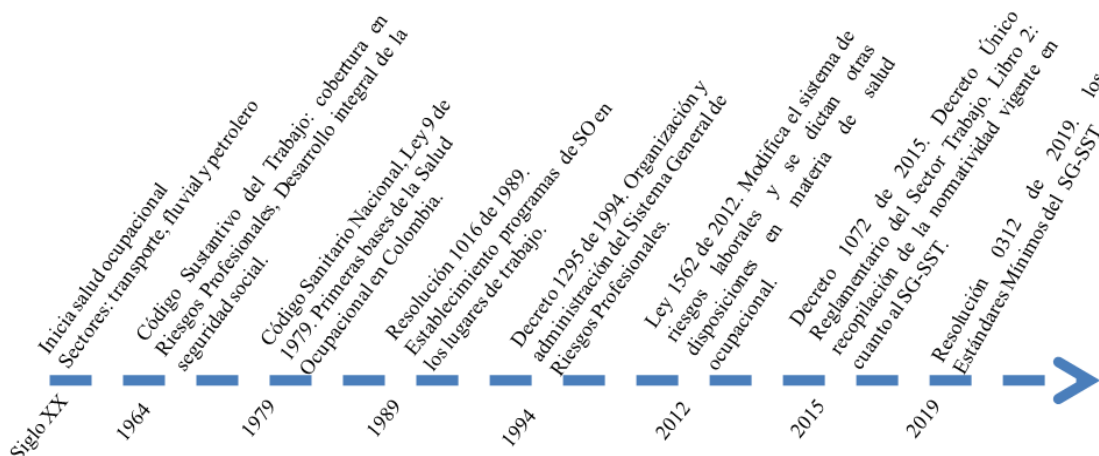 Inicia salud ocupacional
Sectores: transporte, fluvial y petrolero
Código Sustantivo del Trabajo: cobertura en
Riesgos Profesionales, Desarrollo integral de la
seguridad social.
Código Sanitario Nacional, Ley 9 de
1979. Primeras bases de la Salud
Ocupacional en Colombia.
Resolución 1016 de 1989.
Establecimiento programas de SO en
los lugares de trabajo.
Decreto 1295 de 1994. Organización y
administración del Sistema General de
Riesgos Profesionales.
Ley 1562 de 2012. Modifica el sistema de
riesgos laborales y se dictan otras
disposiciones en materia de salud
ocupacional.
Decreto 1072 de 2015. Decreto Único
Reglamentario del Sector Trabajo. Libro 2:
recopilación de la normatividad vigente en
cuanto al SG-SST.
Resolución 0312 de 2019. los
Estándares Minimos del SG-SST
Siglo XX
1964
1979
1989
1994
2012
2015
2019